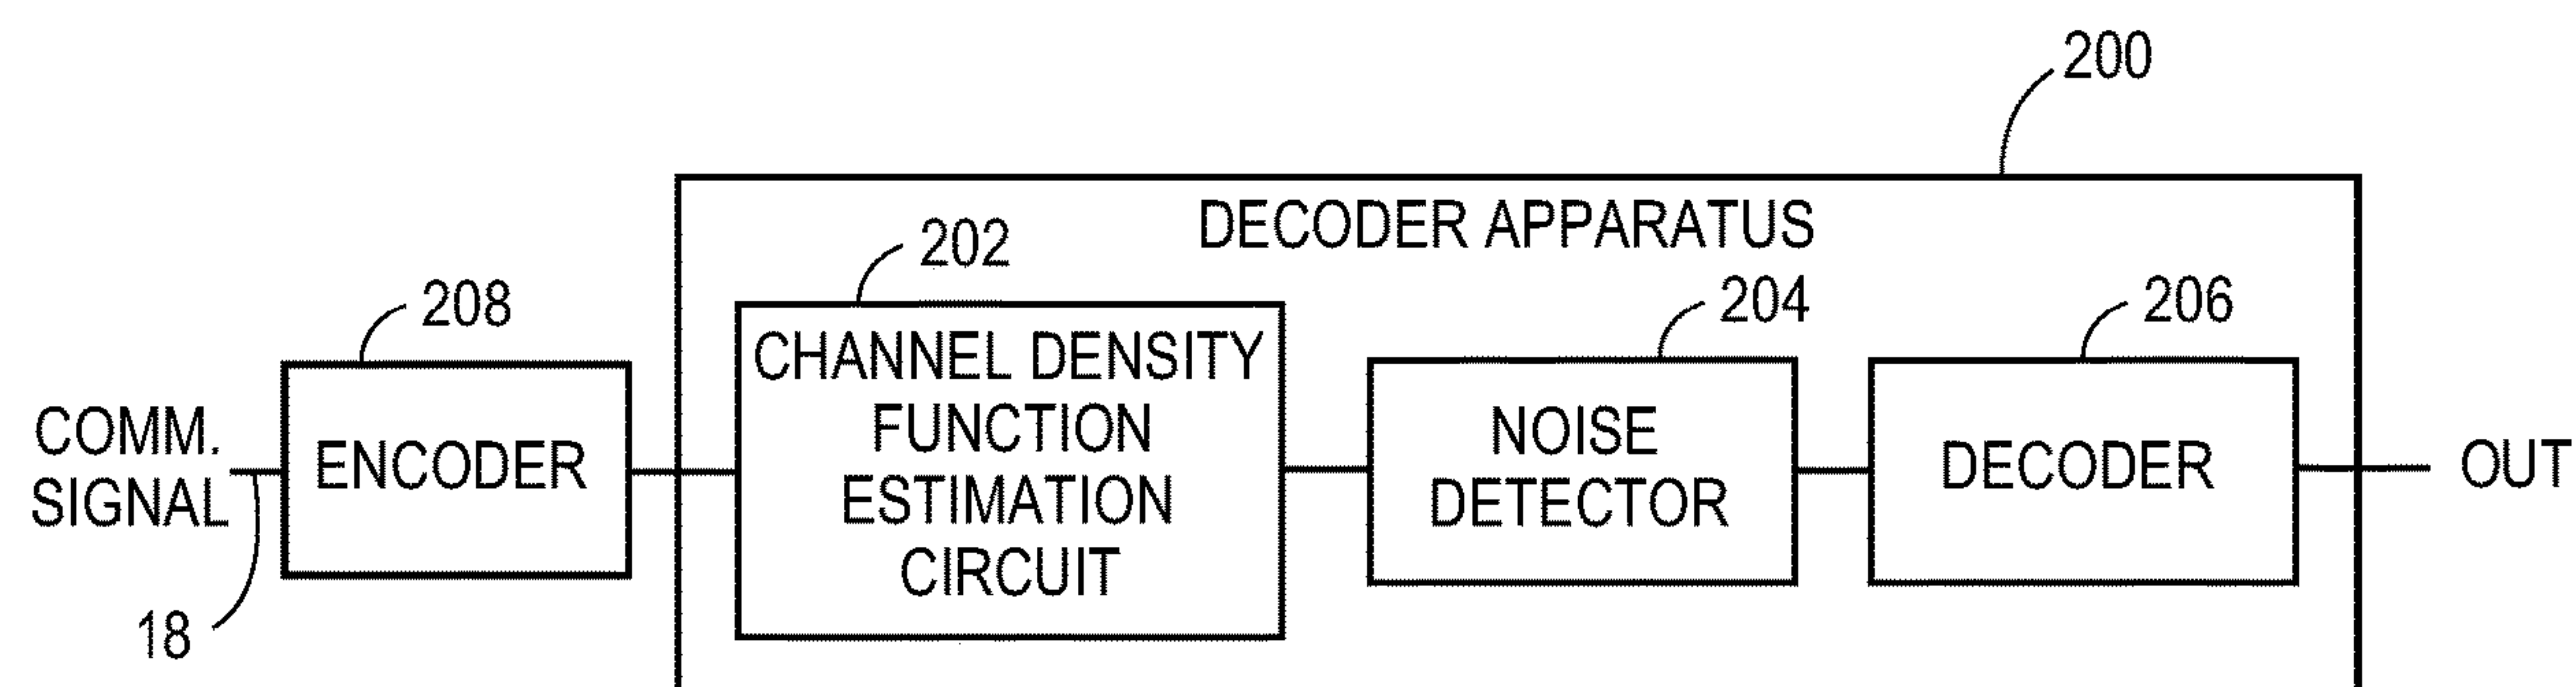 200
DECODER APPARATUS
202
208
204
206
COMM.
SIGNAL
18
ENCODER
CHANNEL DENSITY
FUNCTION
ESTIMATION
CIRCUIT
NOISE
DETECTOR
DECODER
OUT